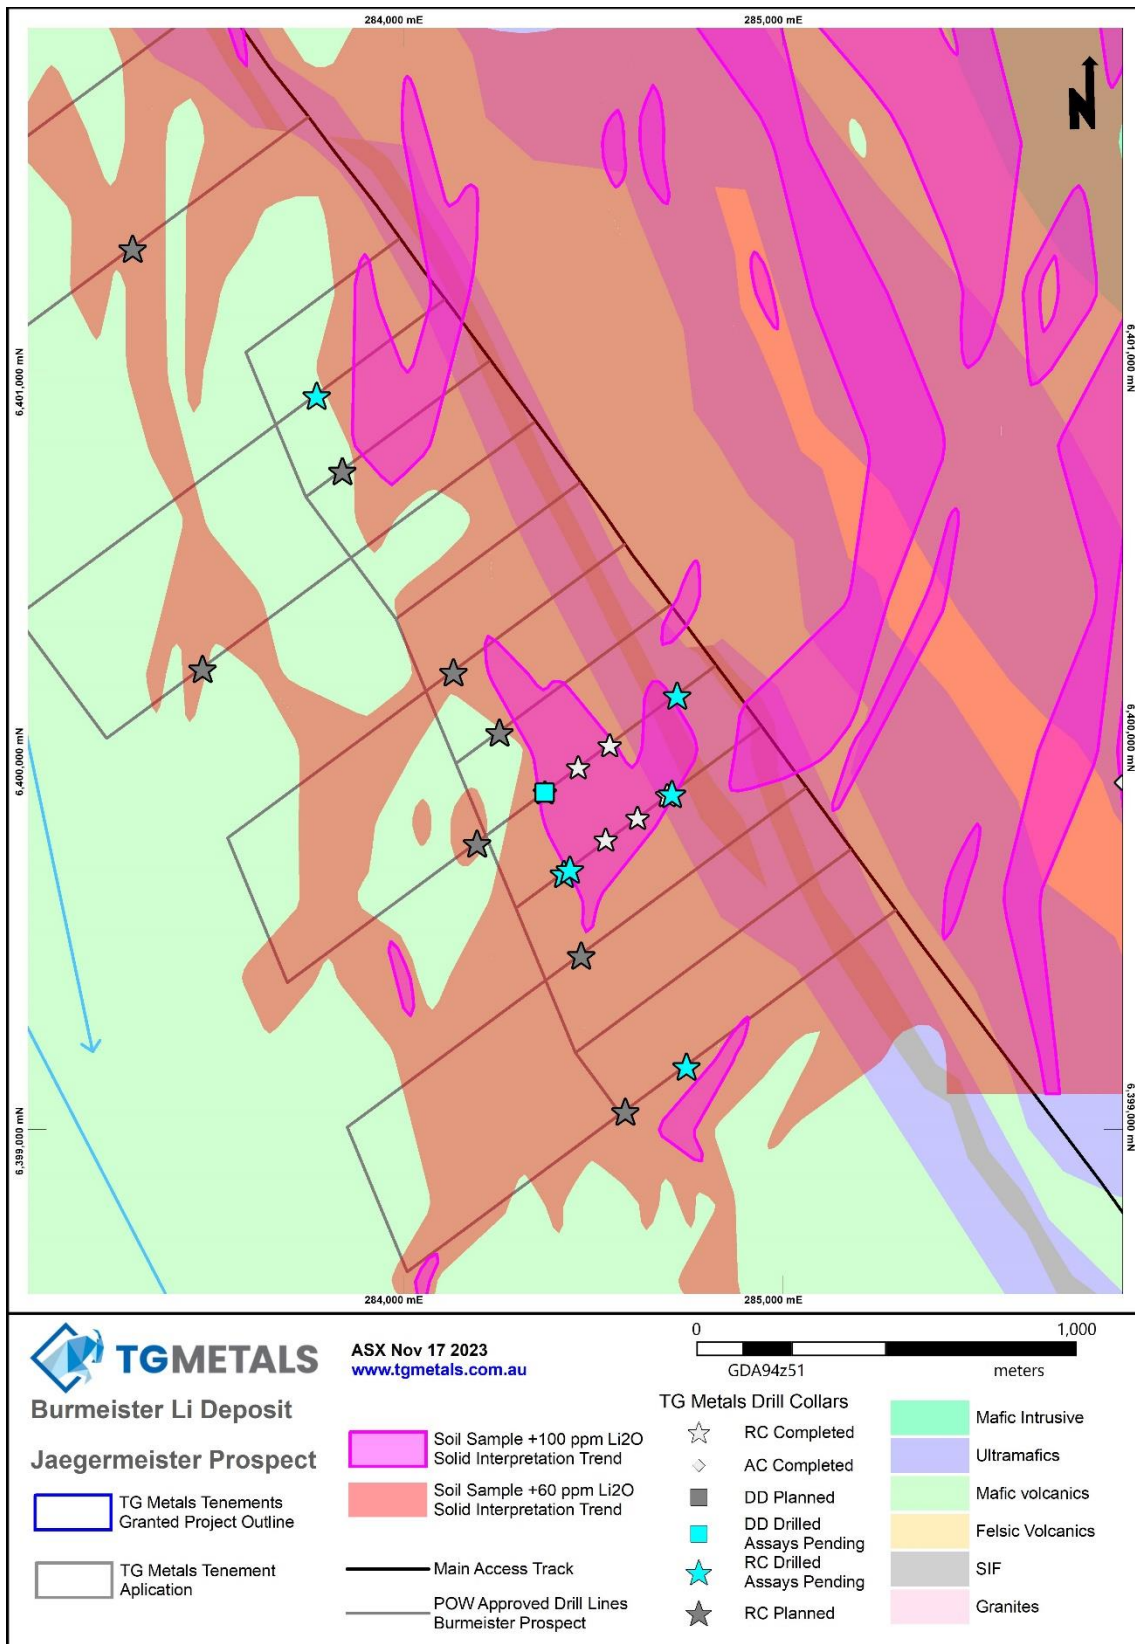 284,000 mE
285,000 mE
N
6,401,000 mN
6,401,000 mN
6,400,000 mN
6,400,000 mN
6,399,000 mN
6,399,000 mN
284,000 mE
285,000 mE
TGMETALS
Burmeister Li Deposit
Jaegermeister Prospect
TG Metals Tenements
Granted Project Outline
TG Metals Tenement
Aplication
ASX Nov 17 2023
www.tgmetals.com.au
Soil Sample +100 ppm Li2O
Solid Interpretation Trend
Soil Sample +60 ppm Li2O
Solid Interpretation Trend
Main Access Track
POW Approved Drill Lines
Burmeister Prospect
0 1,000
GDA94z51 meters
TG Metals Drill Collars
RC Completed
AC Completed
DD Planned
DD Drilled
Assays Pending
RC Drilled
Assays Pending
RC Planned
Mafic Intrusive
Ultramafics
Mafic volcanics
Felsic Volcanics
SIF
Granites